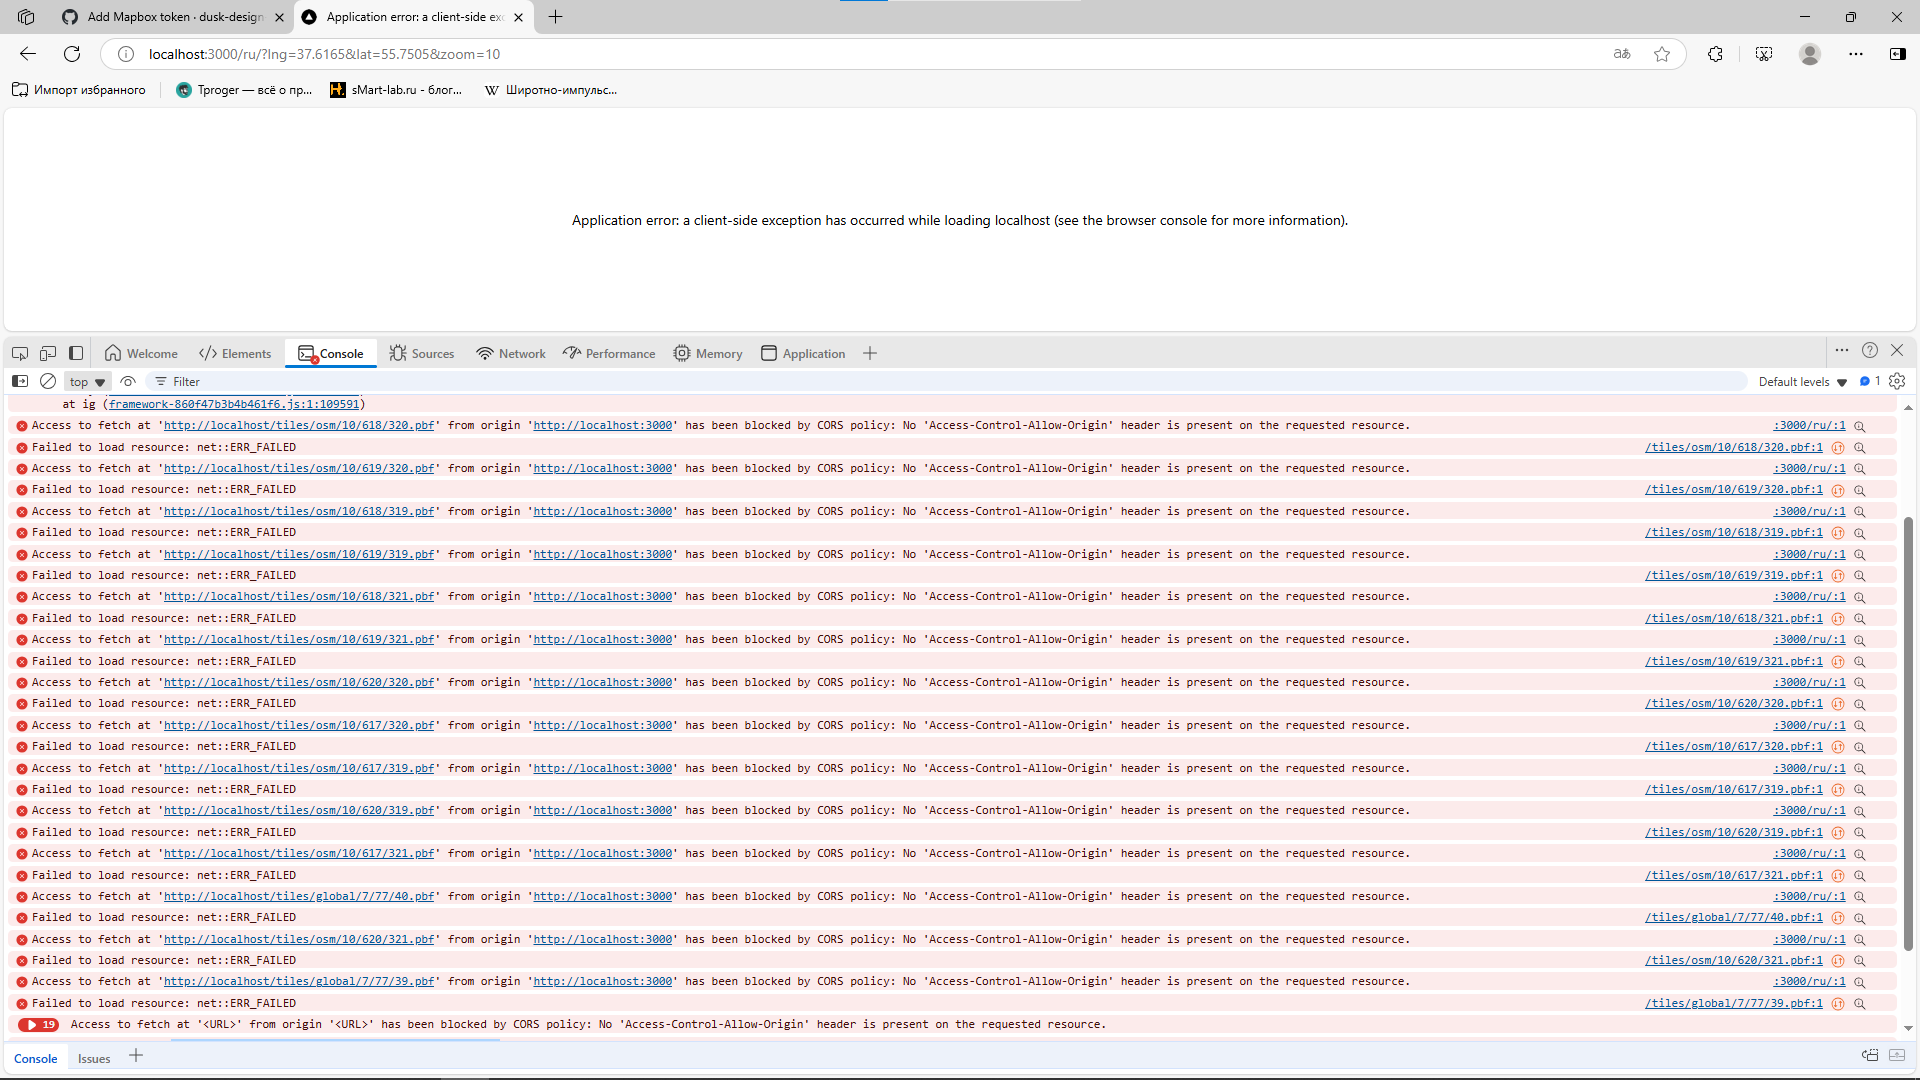 Add Mapbox token · dusk-design
Application error: a client-side exc
localhost:3000/ru/?lng=37.6165&lat=55.7505&zoom=10
Импорт избранного
Tproger — всё о пр...
sMart-lab.ru - блог...
Широтно-импульс...
Application error: a client-side exception has occurred while loading localhost (see the browser console for more information).
Welcome Elements Console Sources Network Performance Memory Application
top Filter Default levels 1
at ig (framework-860f47b3b4b461f6.js:1:109591)
Access to fetch at 'http://localhost/tiles/osm/10/618/320.pbf' from origin 'http://localhost:3000' has been blocked by CORS policy: No 'Access-Control-Allow-Origin' header is present on the requested resource. :3000/ru/:1
Failed to load resource: net::ERR_FAILED /tiles/osm/10/618/320.pbf:1
Access to fetch at 'http://localhost/tiles/osm/10/619/320.pbf' from origin 'http://localhost:3000' has been blocked by CORS policy: No 'Access-Control-Allow-Origin' header is present on the requested resource. :3000/ru/:1
Failed to load resource: net::ERR_FAILED /tiles/osm/10/619/320.pbf:1
Access to fetch at 'http://localhost/tiles/osm/10/618/319.pbf' from origin 'http://localhost:3000' has been blocked by CORS policy: No 'Access-Control-Allow-Origin' header is present on the requested resource. :3000/ru/:1
Failed to load resource: net::ERR_FAILED /tiles/osm/10/618/319.pbf:1
Access to fetch at 'http://localhost/tiles/osm/10/619/319.pbf' from origin 'http://localhost:3000' has been blocked by CORS policy: No 'Access-Control-Allow-Origin' header is present on the requested resource. :3000/ru/:1
Failed to load resource: net::ERR_FAILED /tiles/osm/10/619/319.pbf:1
Access to fetch at 'http://localhost/tiles/osm/10/618/321.pbf' from origin 'http://localhost:3000' has been blocked by CORS policy: No 'Access-Control-Allow-Origin' header is present on the requested resource. :3000/ru/:1
Failed to load resource: net::ERR_FAILED /tiles/osm/10/618/321.pbf:1
Access to fetch at 'http://localhost/tiles/osm/10/619/321.pbf' from origin 'http://localhost:3000' has been blocked by CORS policy: No 'Access-Control-Allow-Origin' header is present on the requested resource. :3000/ru/:1
Failed to load resource: net::ERR_FAILED /tiles/osm/10/619/321.pbf:1
Access to fetch at 'http://localhost/tiles/osm/10/620/320.pbf' from origin 'http://localhost:3000' has been blocked by CORS policy: No 'Access-Control-Allow-Origin' header is present on the requested resource. :3000/ru/:1
Failed to load resource: net::ERR_FAILED /tiles/osm/10/620/320.pbf:1
Access to fetch at 'http://localhost/tiles/osm/10/617/320.pbf' from origin 'http://localhost:3000' has been blocked by CORS policy: No 'Access-Control-Allow-Origin' header is present on the requested resource. :3000/ru/:1
Failed to load resource: net::ERR_FAILED /tiles/osm/10/617/320.pbf:1
Access to fetch at 'http://localhost/tiles/osm/10/617/319.pbf' from origin 'http://localhost:3000' has been blocked by CORS policy: No 'Access-Control-Allow-Origin' header is present on the requested resource. :3000/ru/:1
Failed to load resource: net::ERR_FAILED /tiles/osm/10/617/319.pbf:1
Access to fetch at 'http://localhost/tiles/osm/10/620/319.pbf' from origin 'http://localhost:3000' has been blocked by CORS policy: No 'Access-Control-Allow-Origin' header is present on the requested resource. :3000/ru/:1
Failed to load resource: net::ERR_FAILED /tiles/osm/10/620/319.pbf:1
Access to fetch at 'http://localhost/tiles/osm/10/617/321.pbf' from origin 'http://localhost:3000' has been blocked by CORS policy: No 'Access-Control-Allow-Origin' header is present on the requested resource. :3000/ru/:1
Failed to load resource: net::ERR_FAILED /tiles/osm/10/617/321.pbf:1
Access to fetch at 'http://localhost/tiles/global/7/77/40.pbf' from origin 'http://localhost:3000' has been blocked by CORS policy: No 'Access-Control-Allow-Origin' header is present on the requested resource. :3000/ru/:1
Failed to load resource: net::ERR_FAILED /tiles/global/7/77/40.pbf:1
Access to fetch at 'http://localhost/tiles/osm/10/620/321.pbf' from origin 'http://localhost:3000' has been blocked by CORS policy: No 'Access-Control-Allow-Origin' header is present on the requested resource. :3000/ru/:1
Failed to load resource: net::ERR_FAILED /tiles/osm/10/620/321.pbf:1
Access to fetch at 'http://localhost/tiles/global/7/77/39.pbf' from origin 'http://localhost:3000' has been blocked by CORS policy: No 'Access-Control-Allow-Origin' header is present on the requested resource. :3000/ru/:1
Failed to load resource: net::ERR_FAILED /tiles/global/7/77/39.pbf:1
19 Access to fetch at '<URL>' from origin '<URL>' has been blocked by CORS policy: No 'Access-Control-Allow-Origin' header is present on the requested resource.
Console Issues